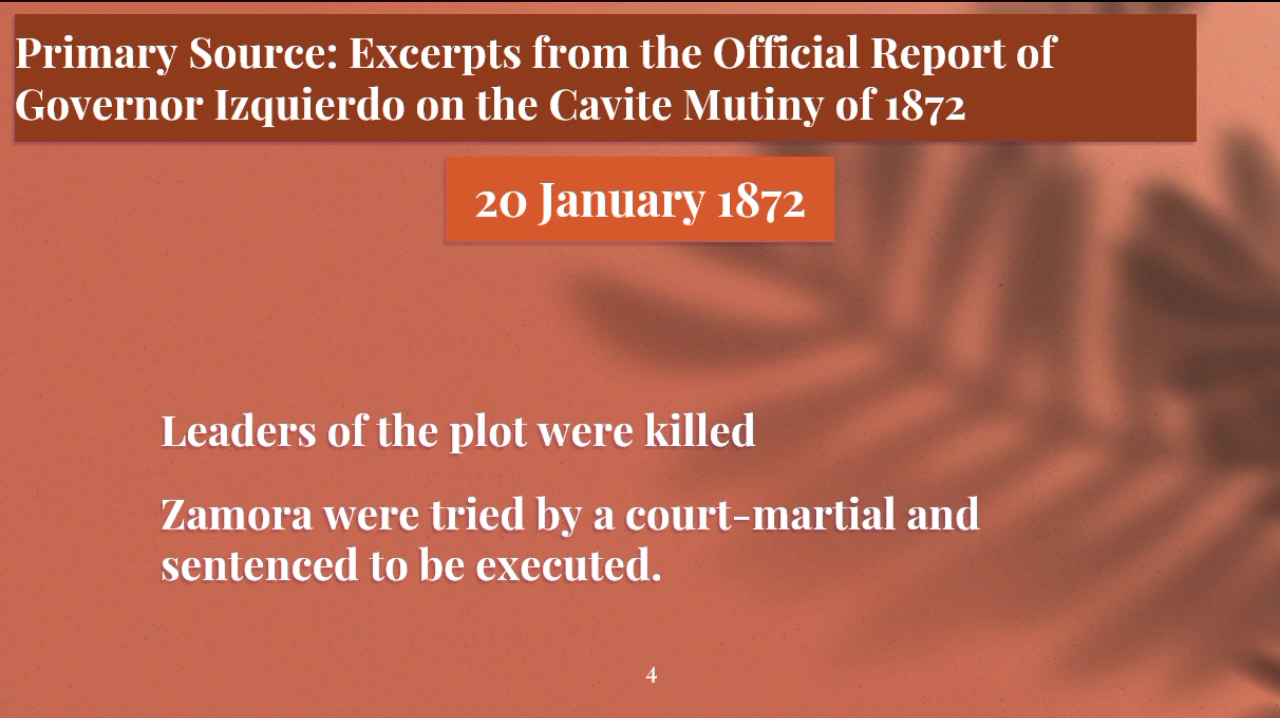 Primary Source: Excerpts from the Official Report of
Governor Izquierdo on the Cavite Mutiny of 1872
20 January 1872
Leaders of the plot were killed
Zamora were tried by a court-martial and
sentenced to be executed.
4